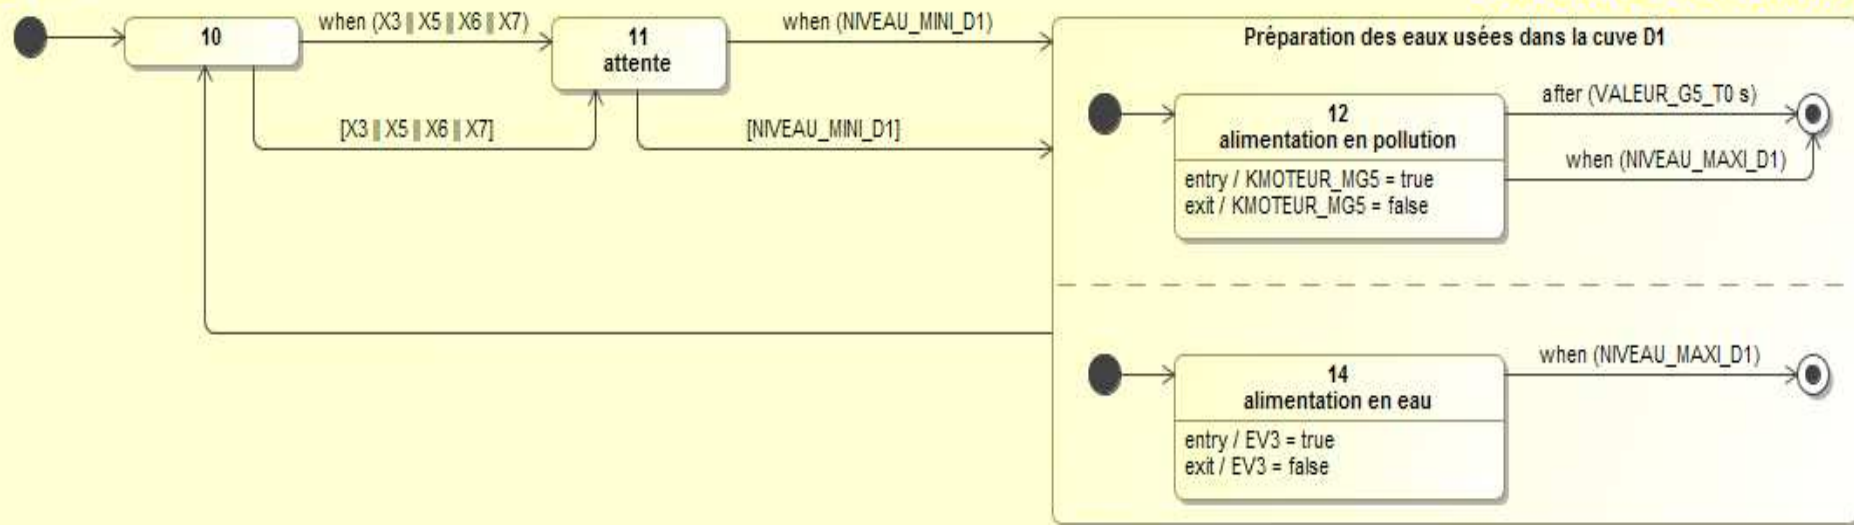 10
when (X3 || X5 || X6 || X7)
[X3 || X5 || X6 || X7]
11
attente
when (NIVEAU_MINI_D1)
[NIVEAU_MINI_D1]
Préparation des eaux usées dans la cuve D1
12
alimentation en pollution
entry / KMOTEUR_MG5 = true
exit / KMOTEUR_MG5 = false
after (VALEUR_G5_T0 s)
when (NIVEAU_MAXI_D1)
14
alimentation en eau
entry / EV3 = true
exit / EV3 = false
when (NIVEAU_MAXI_D1)